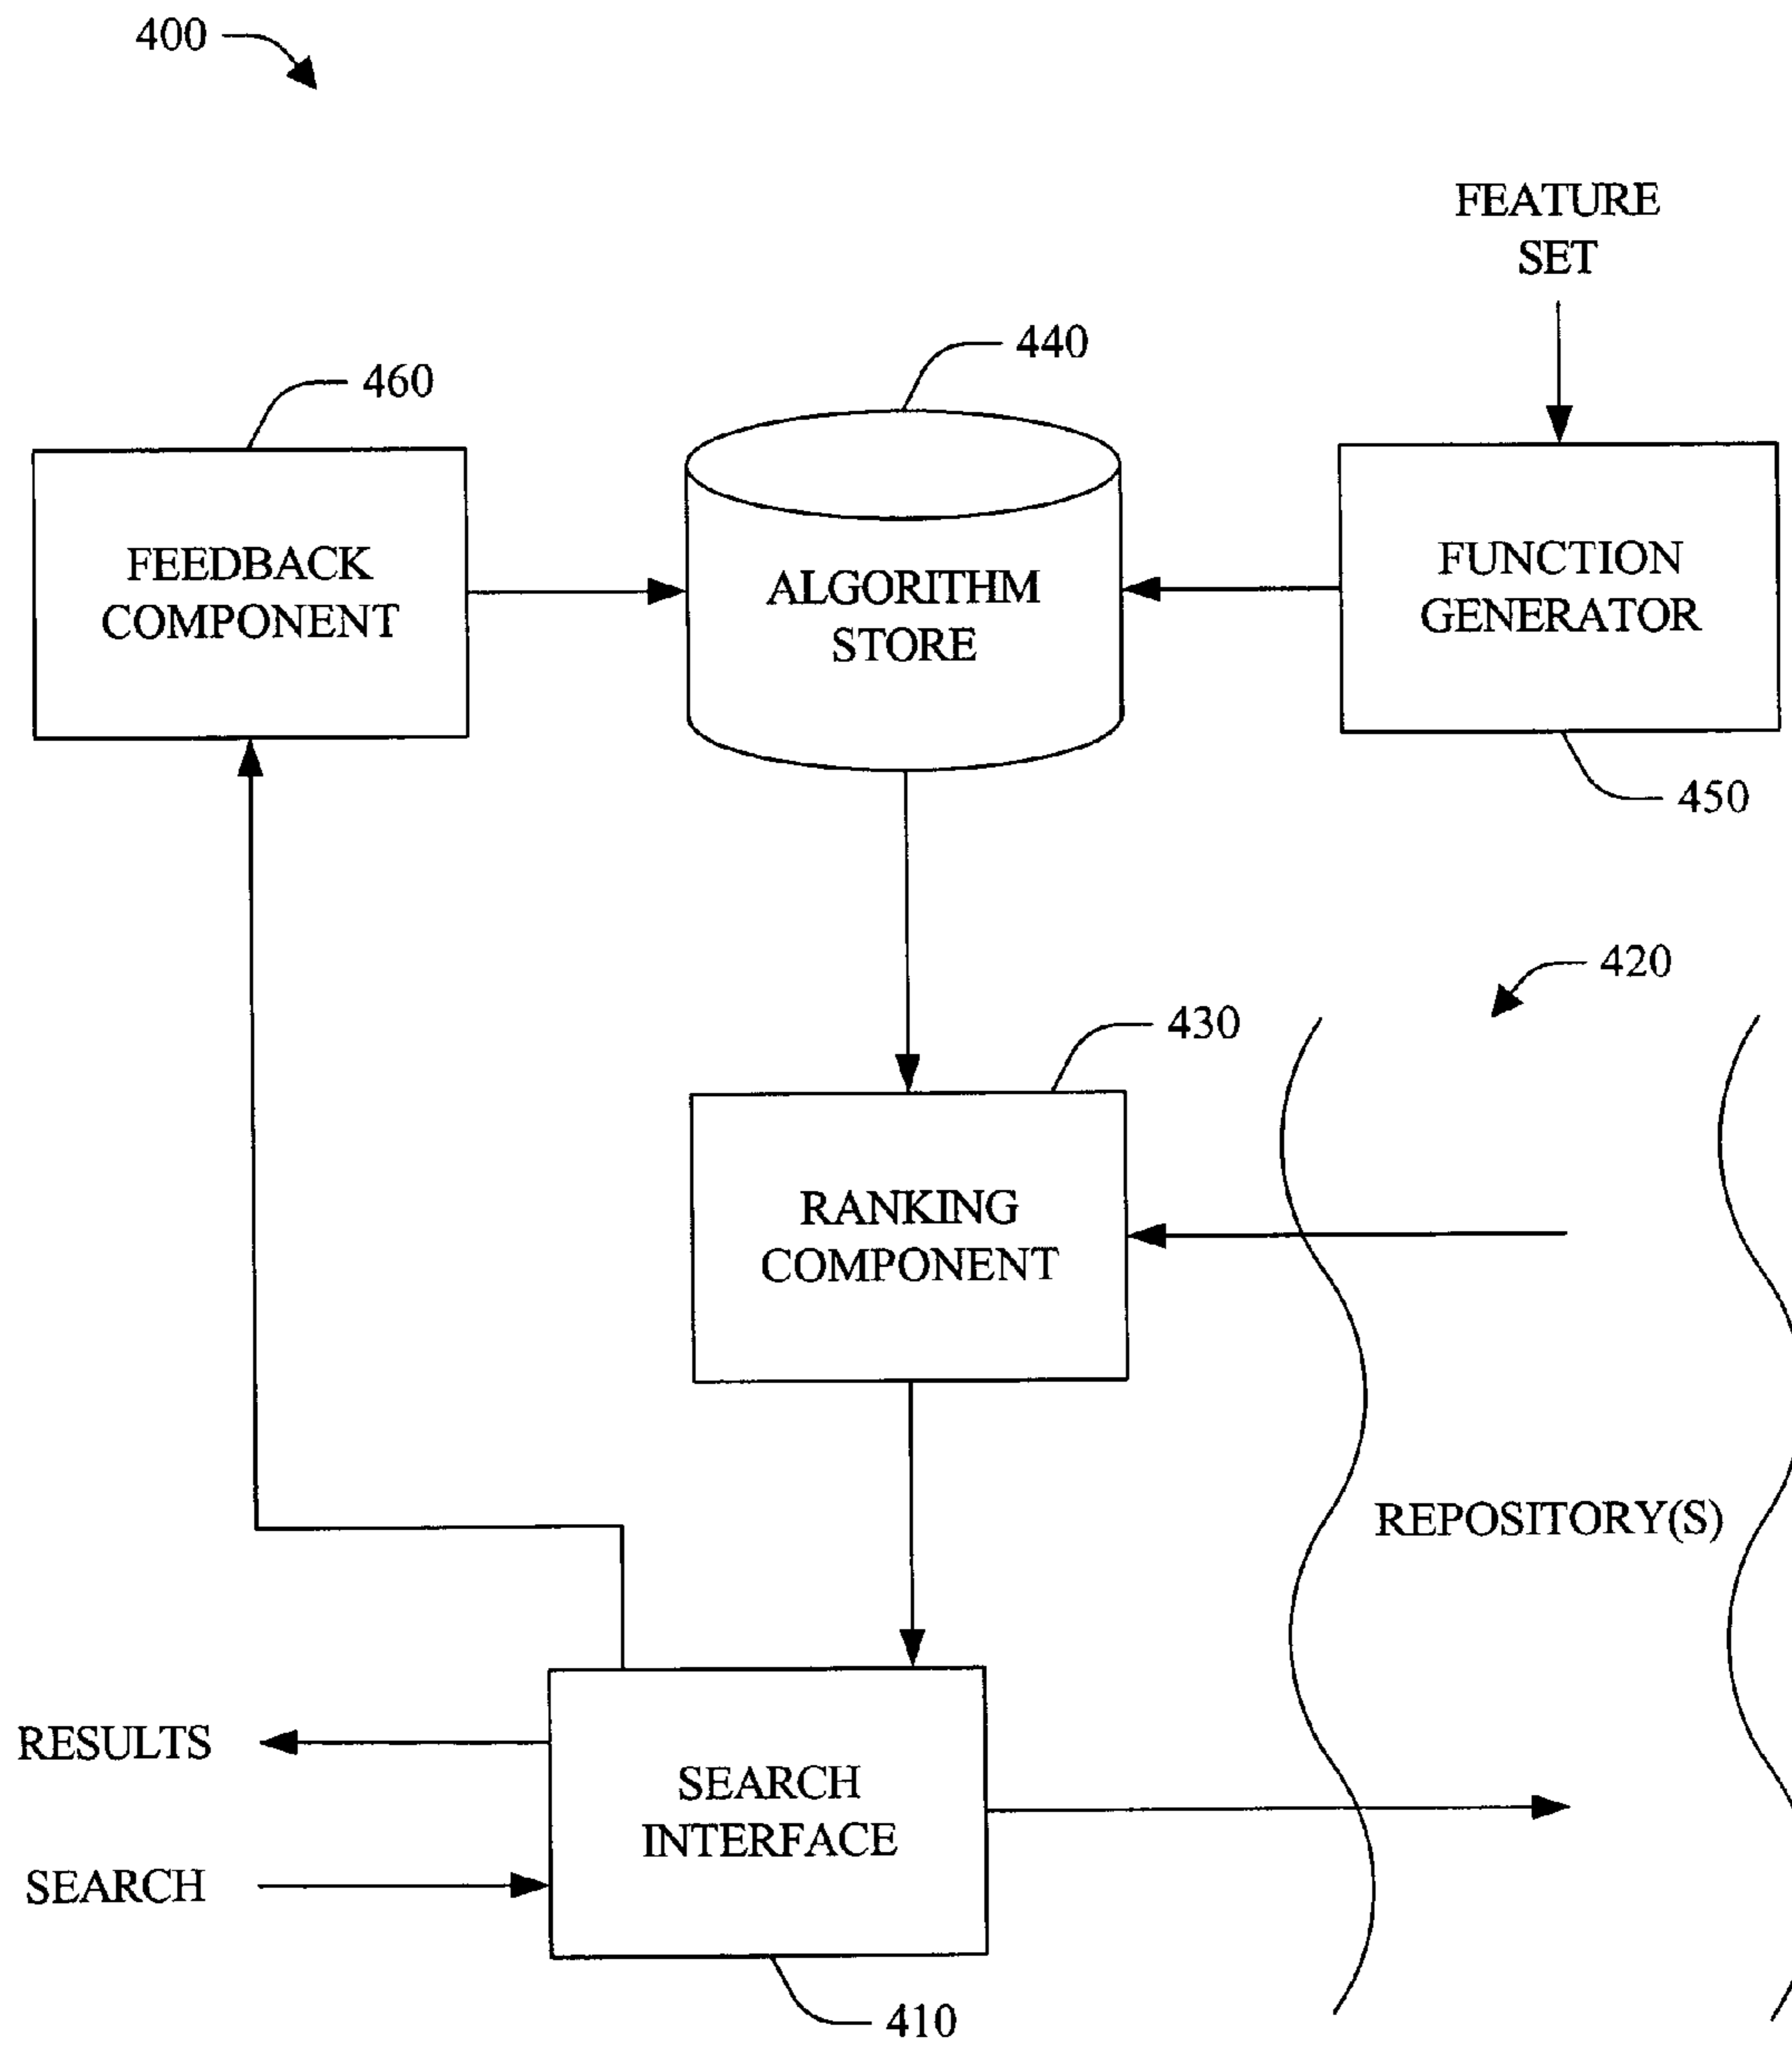 400
FEATURE
SET
440
460
FEEDBACK
COMPONENT
ALGORITHM
STORE
FUNCTION
GENERATOR
450
420
430
RANKING
COMPONENT
REPOSITORY(S)
RESULTS
SEARCH
INTERFACE
SEARCH
410